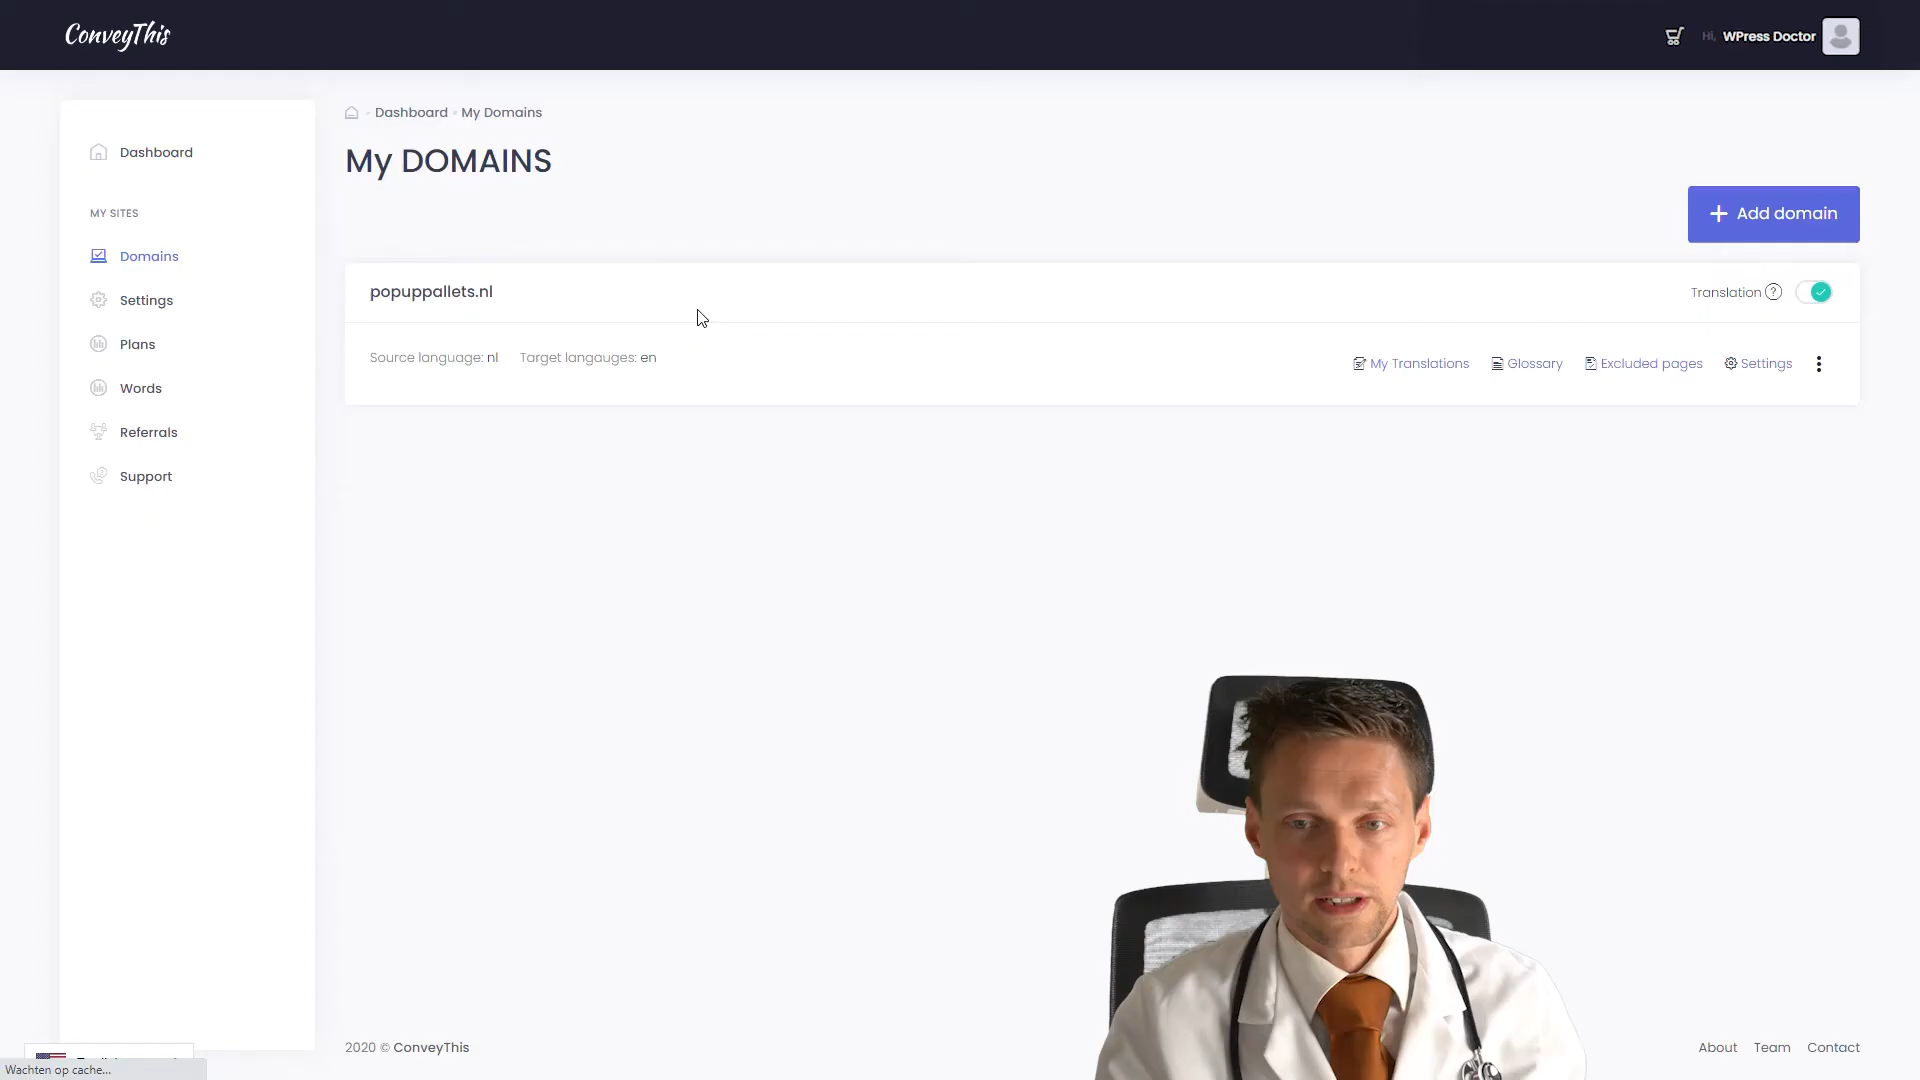 ConveyThis
Hi, WPress Doctor
Dashboard
MY SITES
Domains
Settings
Plans
Words
Referrals
Support
Dashboard - My Domains
My DOMAINS
+ Add domain
popuppallets.nl
Translation ?
Source language: nl Target langauges: en
My Translations Glossary Excluded pages Settings
2020 © ConveyThis
About Team Contact
Wachten op cache...